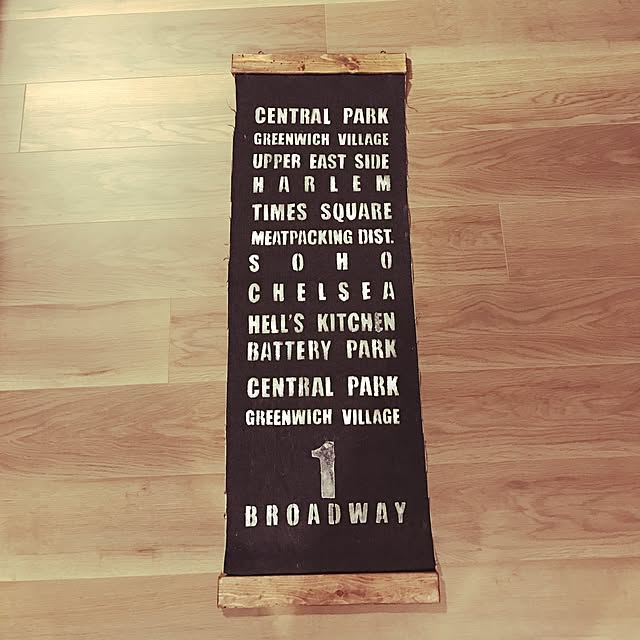 CENTRAL PARK
GREENWICH VILLAGE
UPPER EAST SIDE
HARLEM
TIMES SQUARE
MEATPACKING DIST.
SOHO
CHELSEA
HELL'S KITCHEN
BATTERY PARK
CENTRAL PARK
GREENWICH VILLAGE
1
BROADWAY